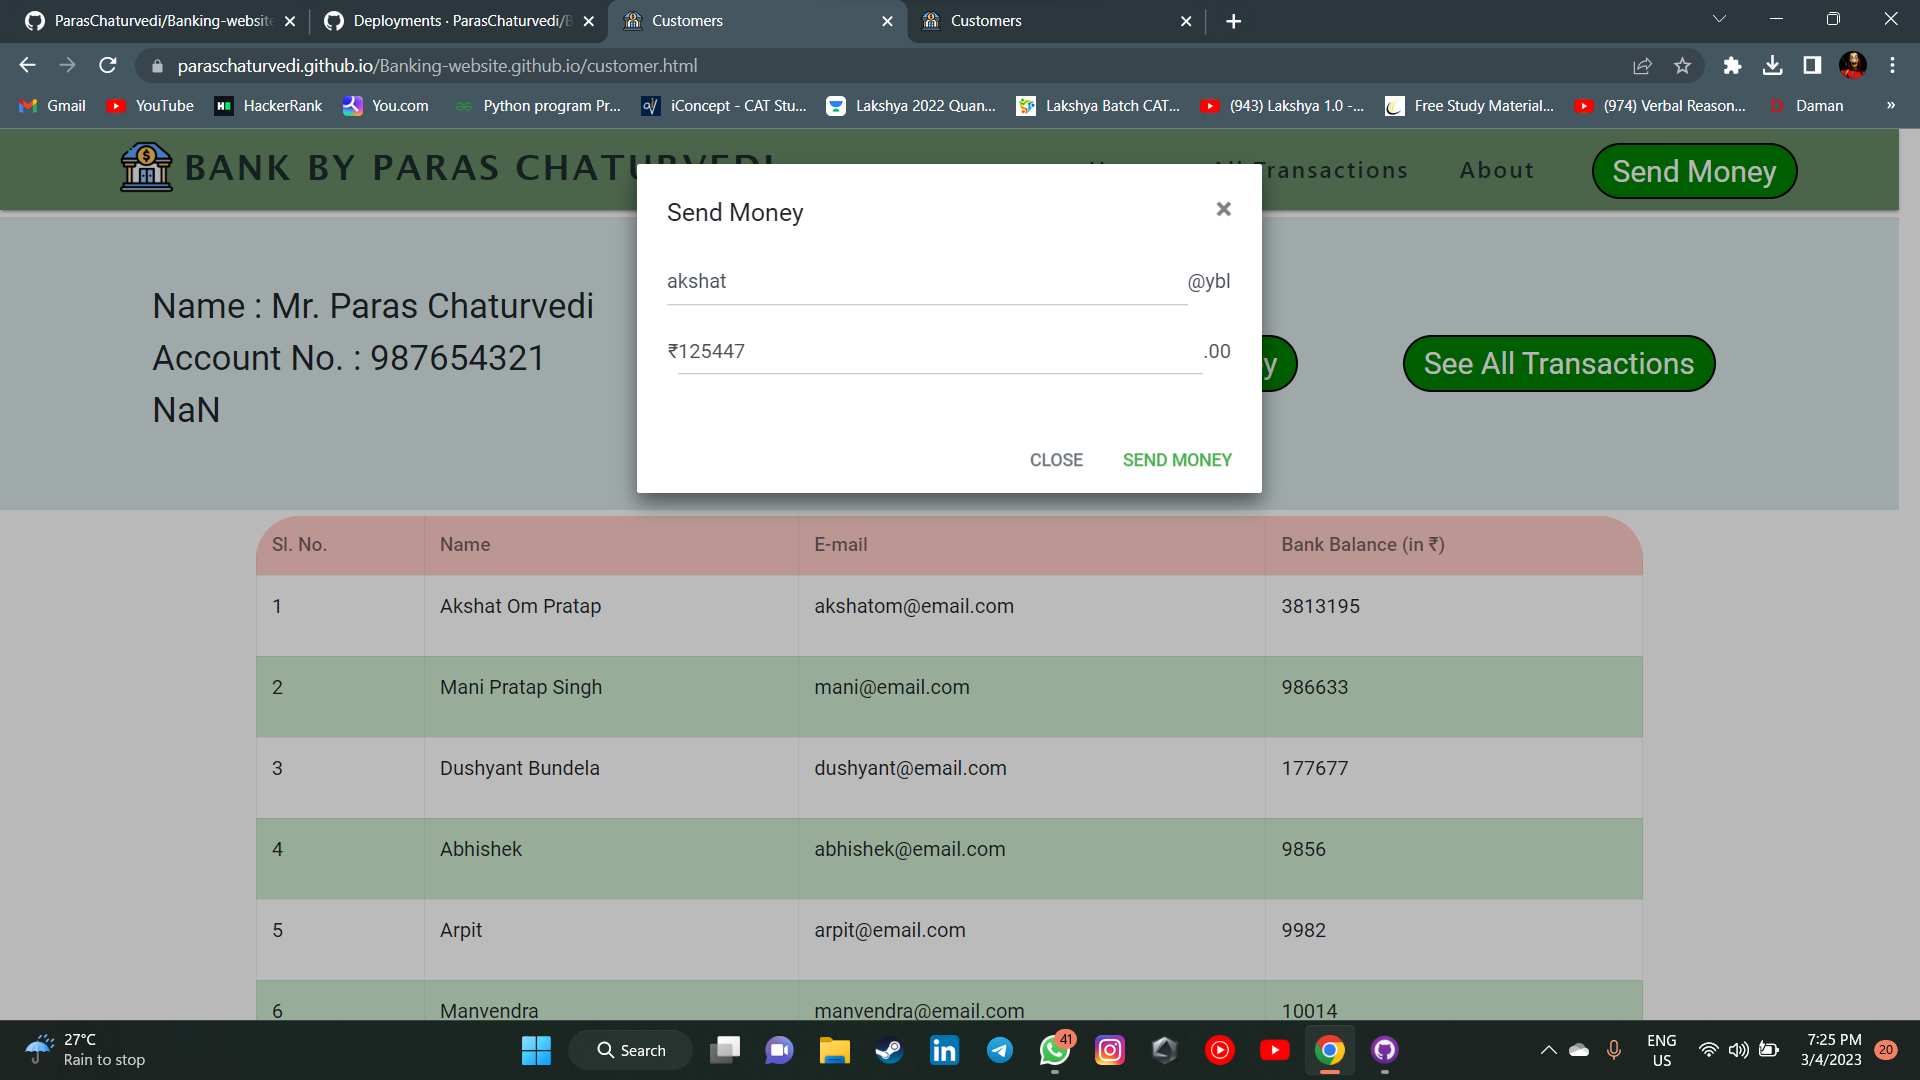 ParasChaturvedi/Banking-website
Deployments · ParasChaturvedi/B
Customers
Customers
paraschaturvedi.github.io/Banking-website.github.io/customer.html
Gmail
YouTube
HackerRank
You.com
Python program Pr...
iConcept - CAT Stu...
Lakshya 2022 Quan...
Lakshya Batch CAT...
(943) Lakshya 1.0 -...
Free Study Material...
(974) Verbal Reason...
Daman
»
BANK BY PARAS CHATURVEDI
All Transactions
About
Send Money
Send Money
×
akshat
@ybl
₹125447
.00
CLOSE
SEND MONEY
Name : Mr. Paras Chaturvedi
Account No. : 987654321
NaN
y
See All Transactions
Sl. No.
Name
E-mail
Bank Balance (in ₹)
1
Akshat Om Pratap
akshatom@email.com
3813195
2
Mani Pratap Singh
mani@email.com
986633
3
Dushyant Bundela
dushyant@email.com
177677
4
Abhishek
abhishek@email.com
9856
5
Arpit
arpit@email.com
9982
6
Manvendra
manvendra@email.com
10014
27°C
Rain to stop
Search
41
ENG
US
7:25 PM
3/4/2023
20